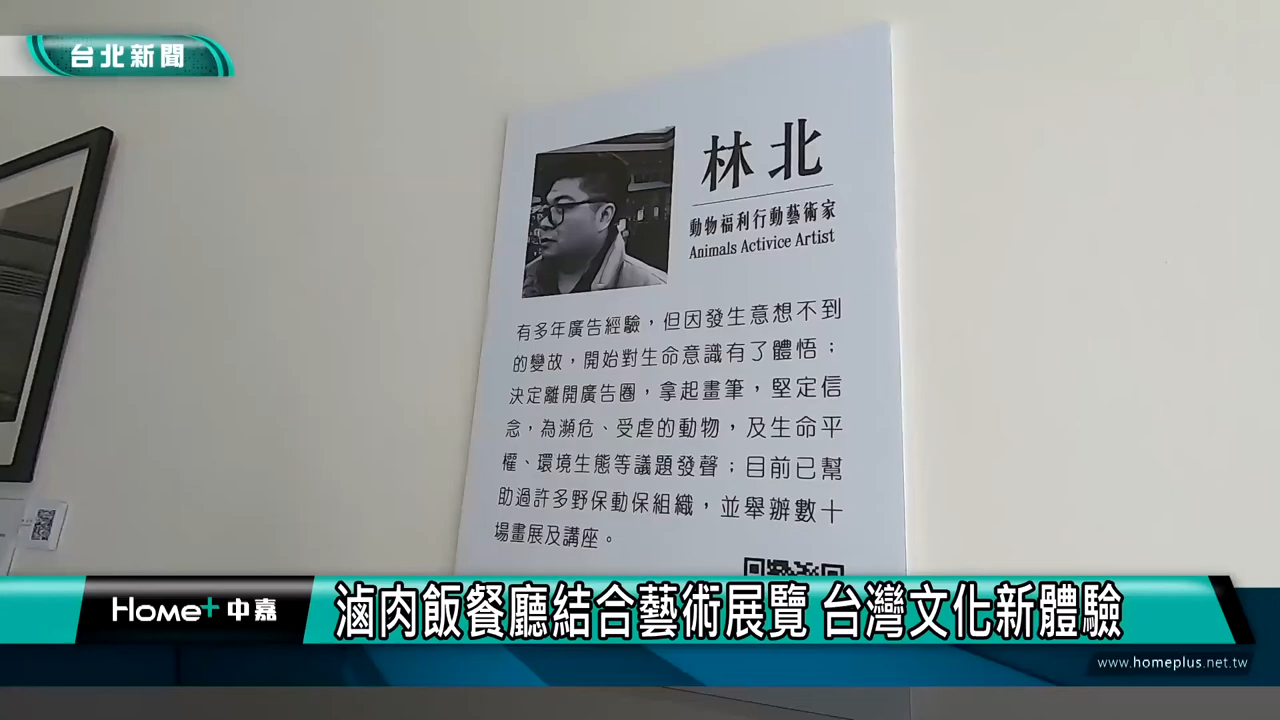 台北新聞
林北
動物福利行動藝術家
Animals Activice Artist
有多年廣告經驗，但因發生意想不到
的變故，開始對生命意識有了體悟；
決定離開廣告圈，拿起畫筆，堅定信
念，為瀕危、受虐的動物，及生命平
權、環境生態等議題發聲；目前已幫
助過許多野保動保組織，並舉辦數十
場畫展及講座。
Home+ 中嘉
滷肉飯餐廳結合藝術展覽 台灣文化新體驗
www.homeplus.net.tw